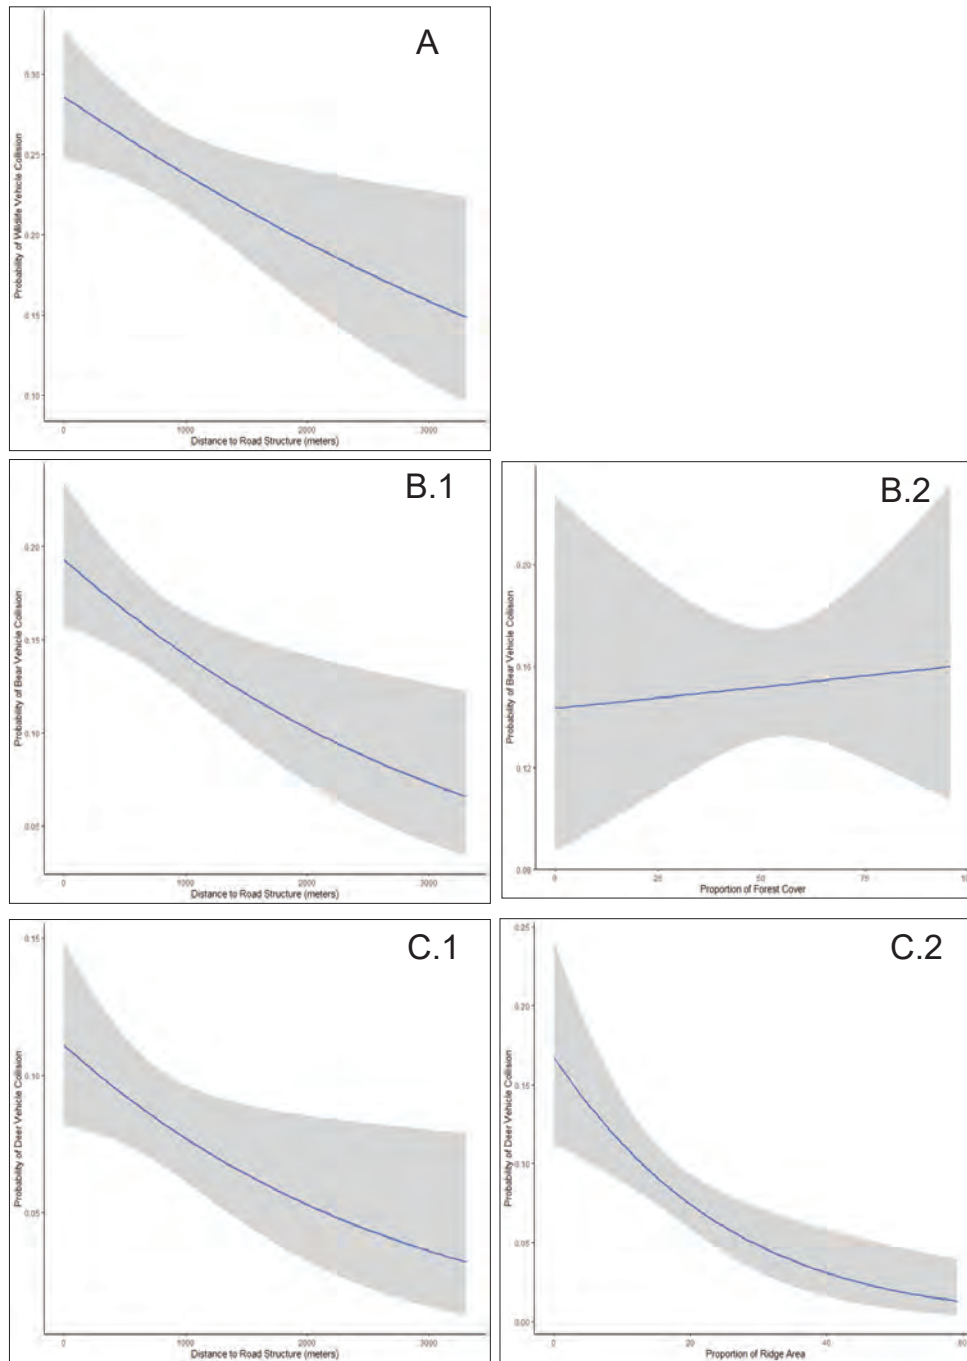 A
Probability of Wildlife Vehicle Collision
0.30
0.25
0.20
0.15
0.10
0
1000
2000
3000
Distance to Road Structure (meters)
B.1
Probability of Bear Vehicle Collision
0.20
0.15
0.10
0.05
0
1000
2000
3000
Distance to Road Structure (meters)
B.2
Probability of Bear Vehicle Collision
0.20
0.16
0.12
0.08
0
25
50
75
100
Proportion of Forest Cover
C.1
Probability of Deer Vehicle Collision
0.15
0.10
0.05
0
1000
2000
3000
Distance to Road Structure (meters)
C.2
Probability of Deer Vehicle Collision
0.25
0.20
0.15
0.10
0.05
0.00
0
20
40
60
Proportion of Ridge Area